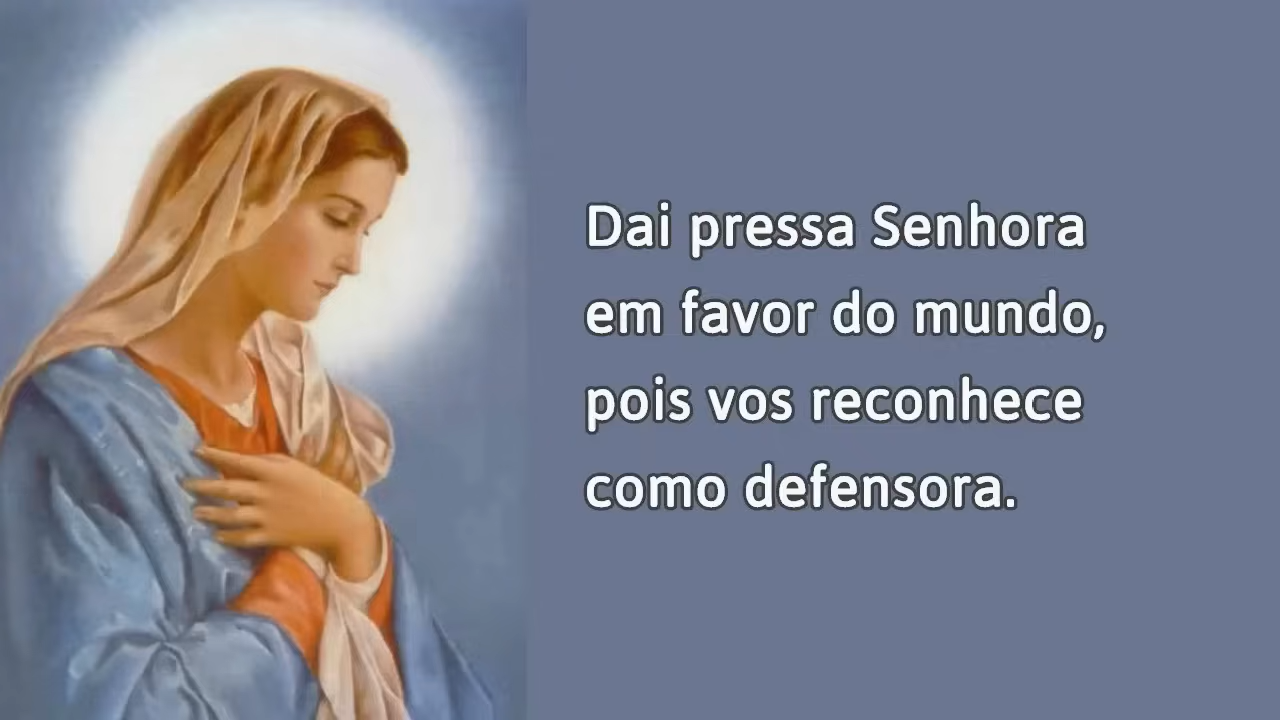 Dai pressa Senhora
em favor do mundo,
pois vos reconhece
como defensora.